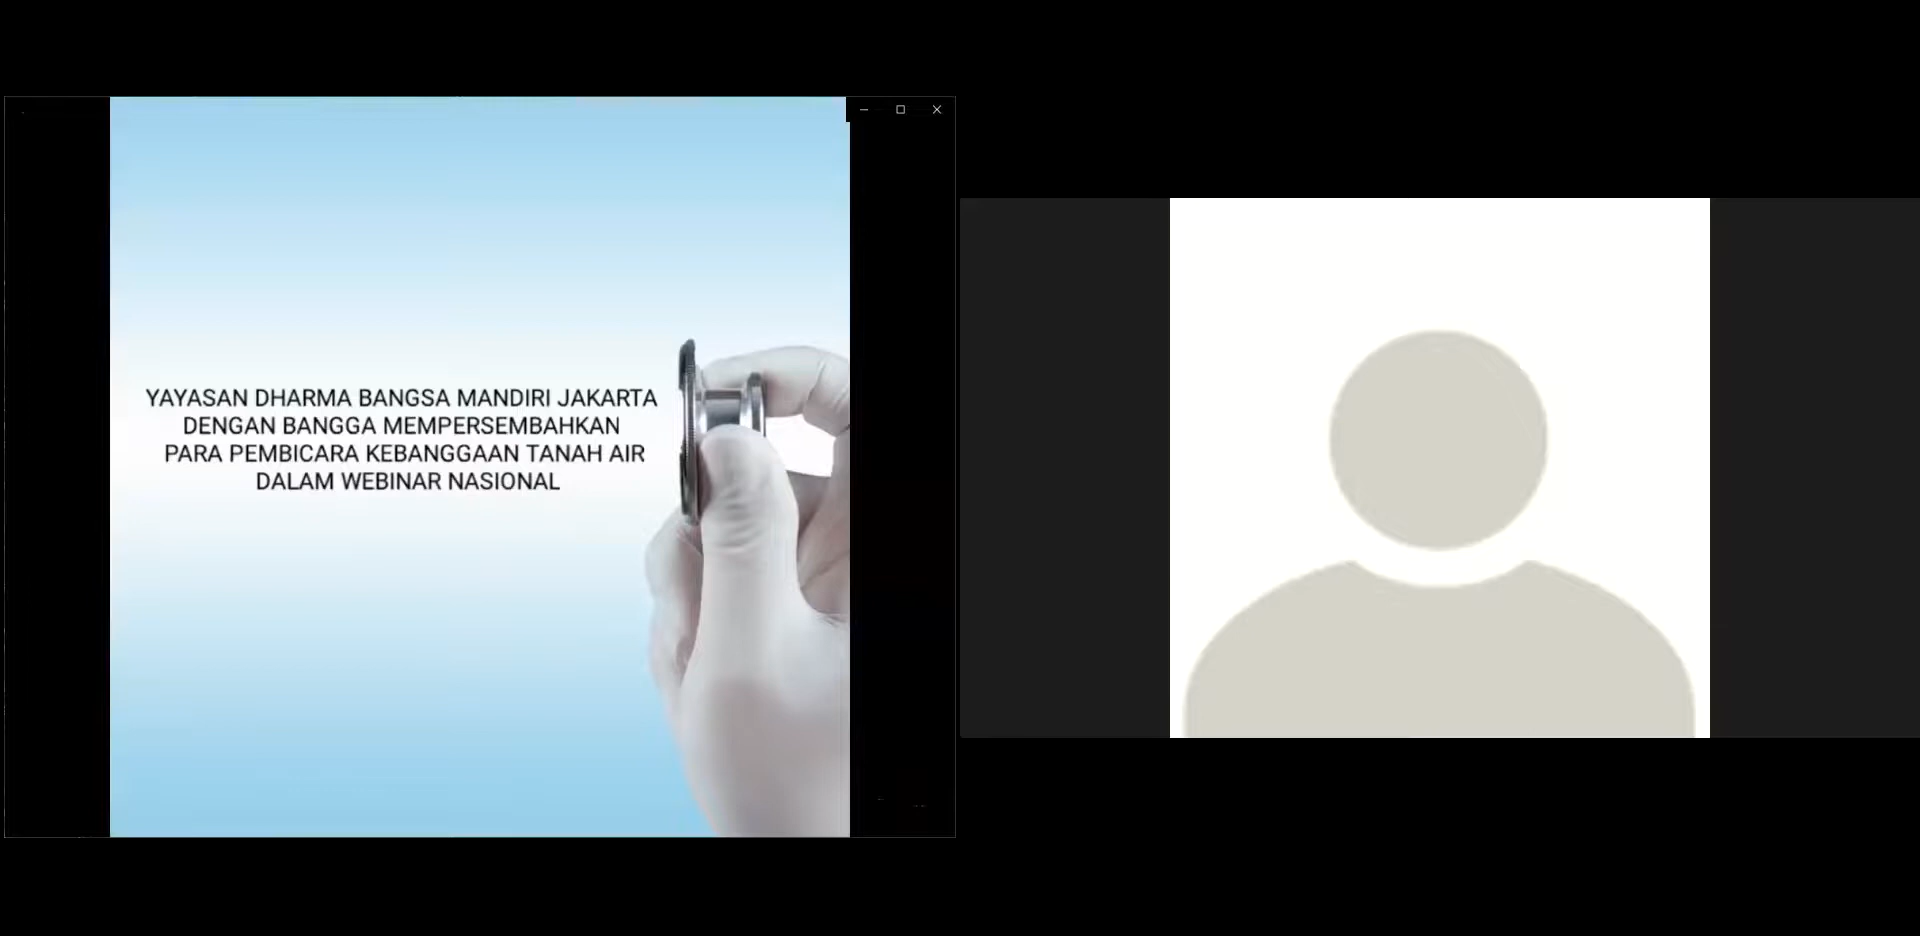 YAYASAN DHARMA BANGSA MANDIRI JAKARTA
DENGAN BANGGA MEMPERSEMBAHKAN
PARA PEMBICARA KEBANGGAAN TANAH AIR
DALAM WEBINAR NASIONAL